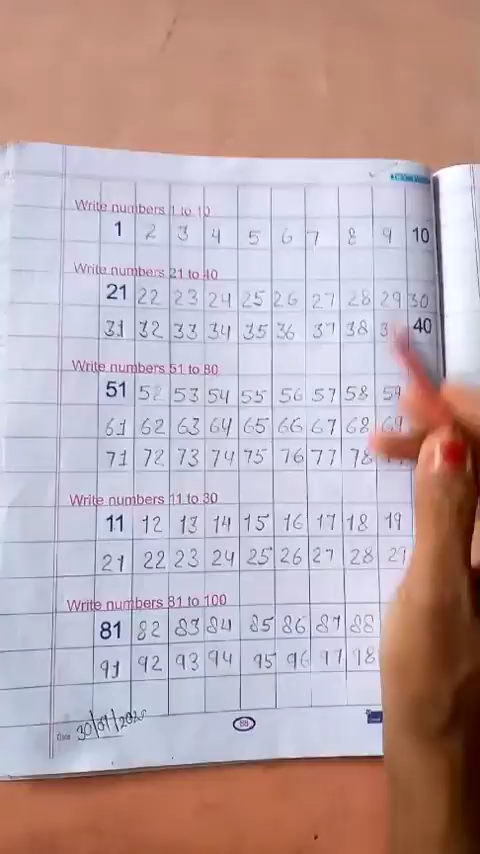 Write numbers 1 to 10
1 2 3 4 5 6 7 8 9 10
Write numbers 21 to 40
21 22 23 24 25 26 27 28 29 30
31 32 33 34 35 36 37 38 40
Write numbers 51 to 80
51 52 53 54 55 56 57 58 59
61 62 63 64 65 66 67 68 69
71 72 73 74 75 76 77 78
Write numbers 11 to 30
11 12 13 14 15 16 17 18 19
21 22 23 24 25 26 27 28 29
Write numbers 81 to 100
81 82 83 84 85 86 87 88
91 92 93 94 95 96 97 98
Date 88